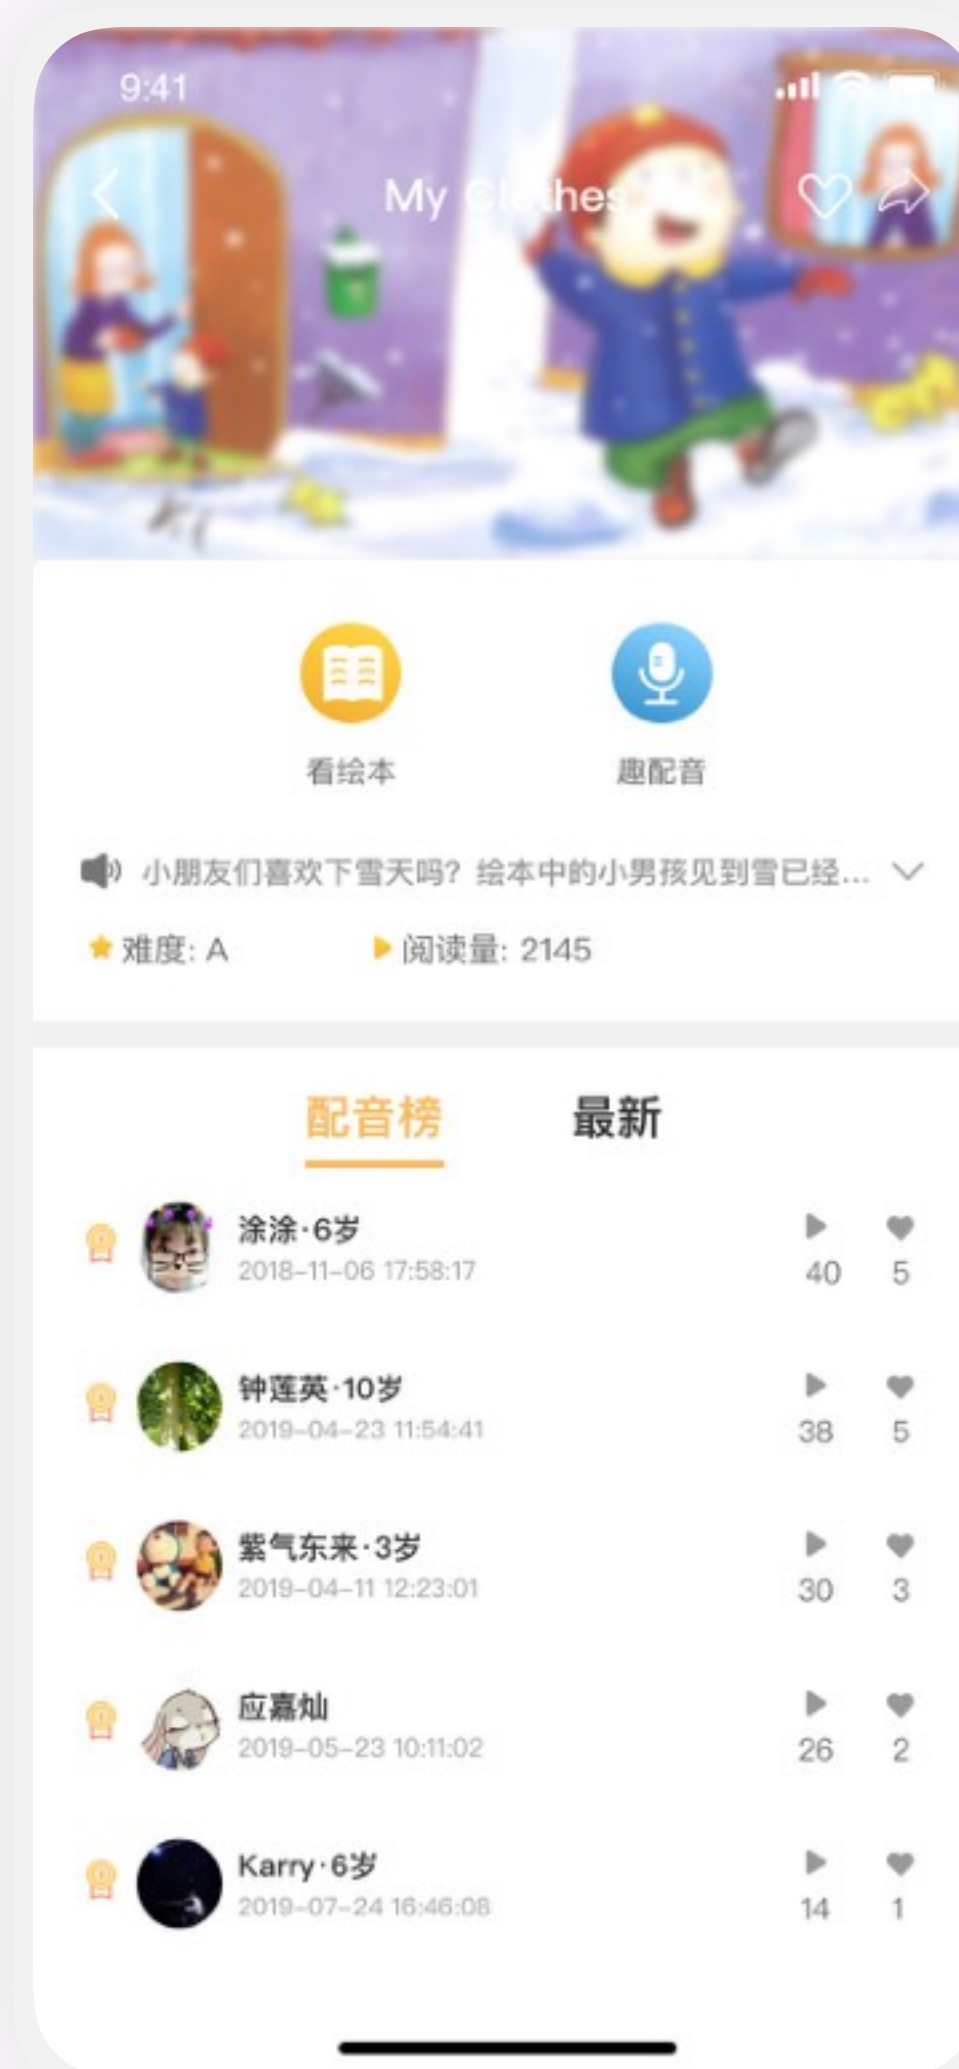 9:41
My Clothes
看绘本
趣配音
小朋友们喜欢下雪天吗？绘本中的小男孩见到雪已经...
难度: A
阅读量: 2145
配音榜
最新
涂涂·6岁
2018-11-06 17:58:17
40
5
钟莲英·10岁
2019-04-23 11:54:41
38
5
紫气东来·3岁
2019-04-11 12:23:01
30
3
应嘉灿
2019-05-23 10:11:02
26
2
Karry·6岁
2019-07-24 16:46:08
14
1